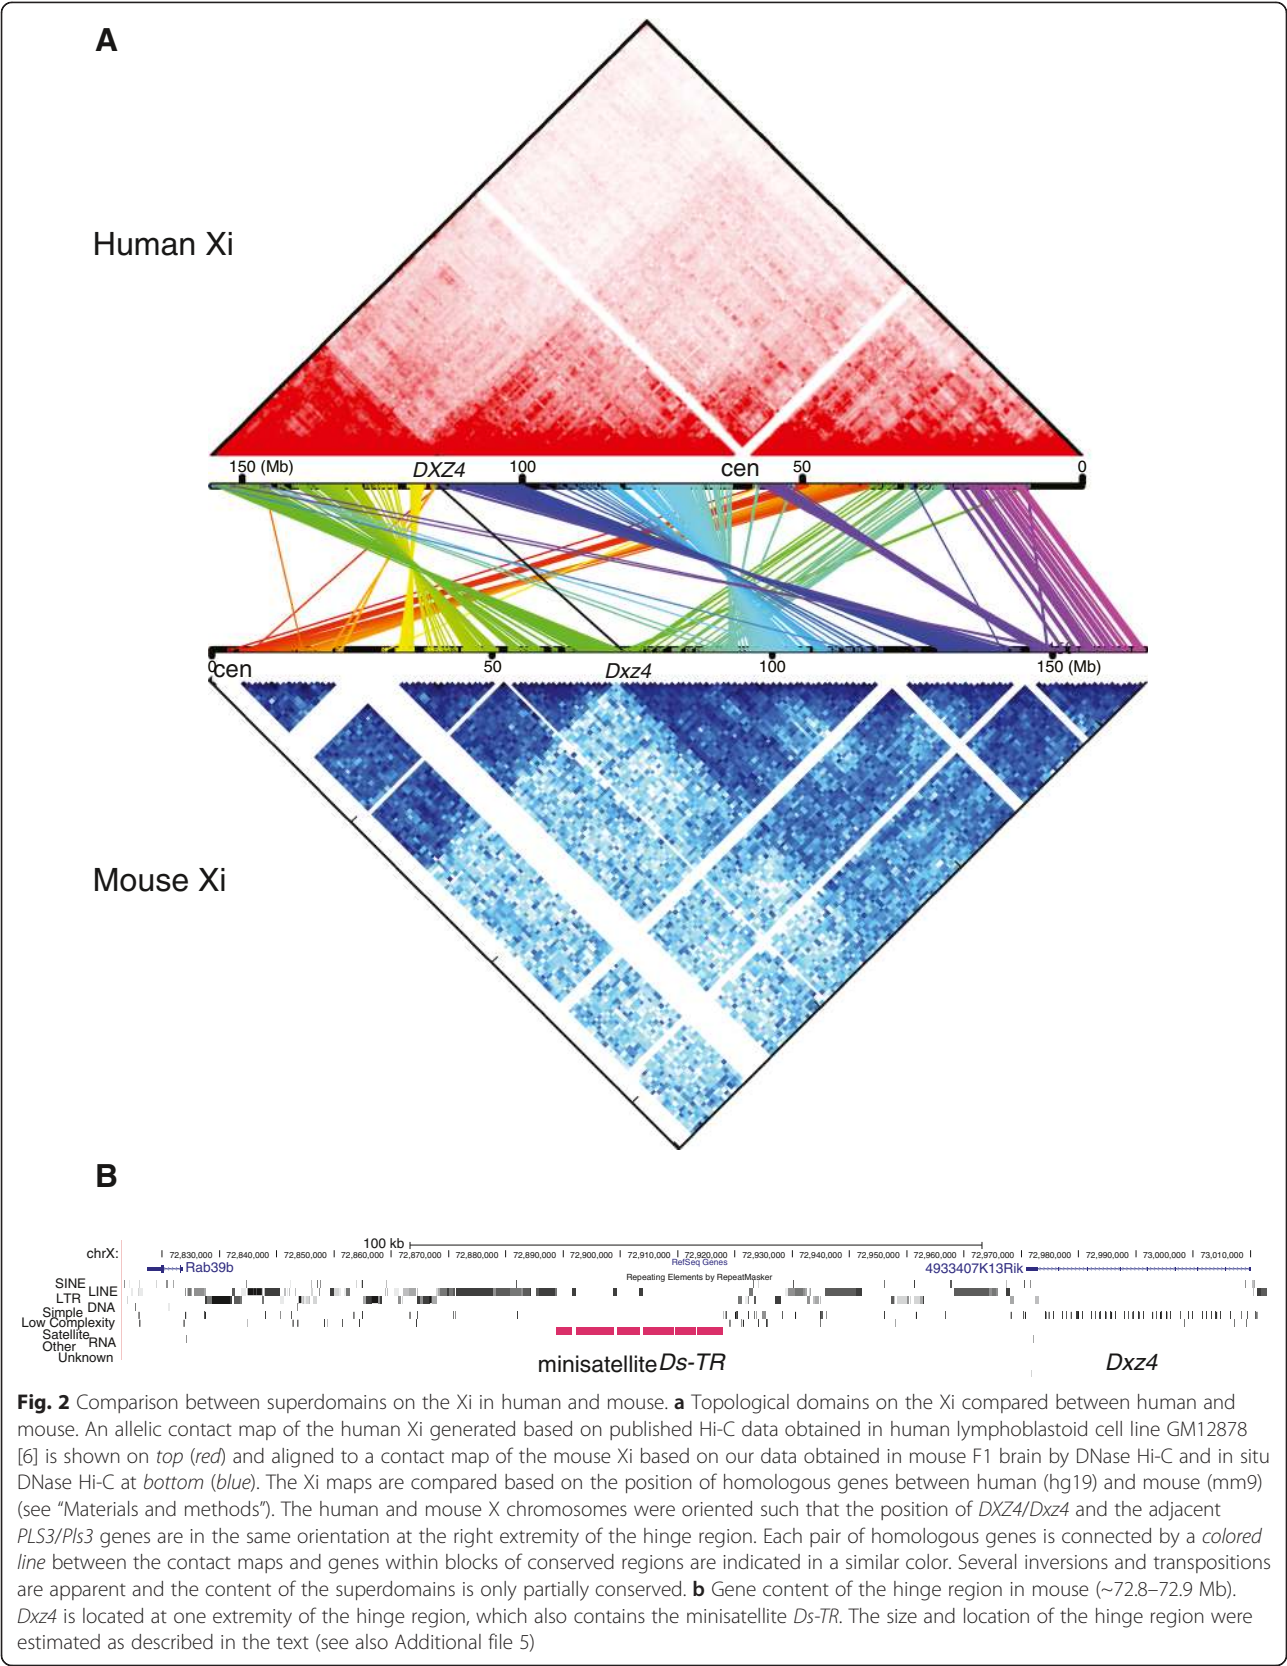 A
Human Xi
150 (Mb) DXZ4 100 cen 50 0
0 cen 50 Dxz4 100 150 (Mb)
Mouse Xi
B
100 kb
chrX: 72,830,000 72,840,000 72,850,000 72,860,000 72,870,000 72,880,000 72,890,000 72,900,000 72,910,000 72,920,000 72,930,000 72,940,000 72,950,000 72,960,000 72,970,000 72,980,000 72,990,000 73,000,000 73,010,000
RefSeq Genes
Rab39b 4933407K13Rik
Repeating Elements by RepeatMasker
SINE
LINE
LTR
DNA
Simple
Low Complexity
Satellite
RNA
Other
Unknown
minisatellite Ds-TR Dxz4
Fig. 2 Comparison between superdomains on the Xi in human and mouse. a Topological domains on the Xi compared between human and
mouse. An allelic contact map of the human Xi generated based on published Hi-C data obtained in human lymphoblastoid cell line GM12878
[6] is shown on top (red) and aligned to a contact map of the mouse Xi based on our data obtained in mouse F1 brain by DNase Hi-C and in situ
DNase Hi-C at bottom (blue). The Xi maps are compared based on the position of homologous genes between human (hg19) and mouse (mm9)
(see “Materials and methods”). The human and mouse X chromosomes were oriented such that the position of DXZ4/Dxz4 and the adjacent
PLS3/Pls3 genes are in the same orientation at the right extremity of the hinge region. Each pair of homologous genes is connected by a colored
line between the contact maps and genes within blocks of conserved regions are indicated in a similar color. Several inversions and transpositions
are apparent and the content of the superdomains is only partially conserved. b Gene content of the hinge region in mouse (~72.8–72.9 Mb).
Dxz4 is located at one extremity of the hinge region, which also contains the minisatellite Ds-TR. The size and location of the hinge region were
estimated as described in the text (see also Additional file 5)